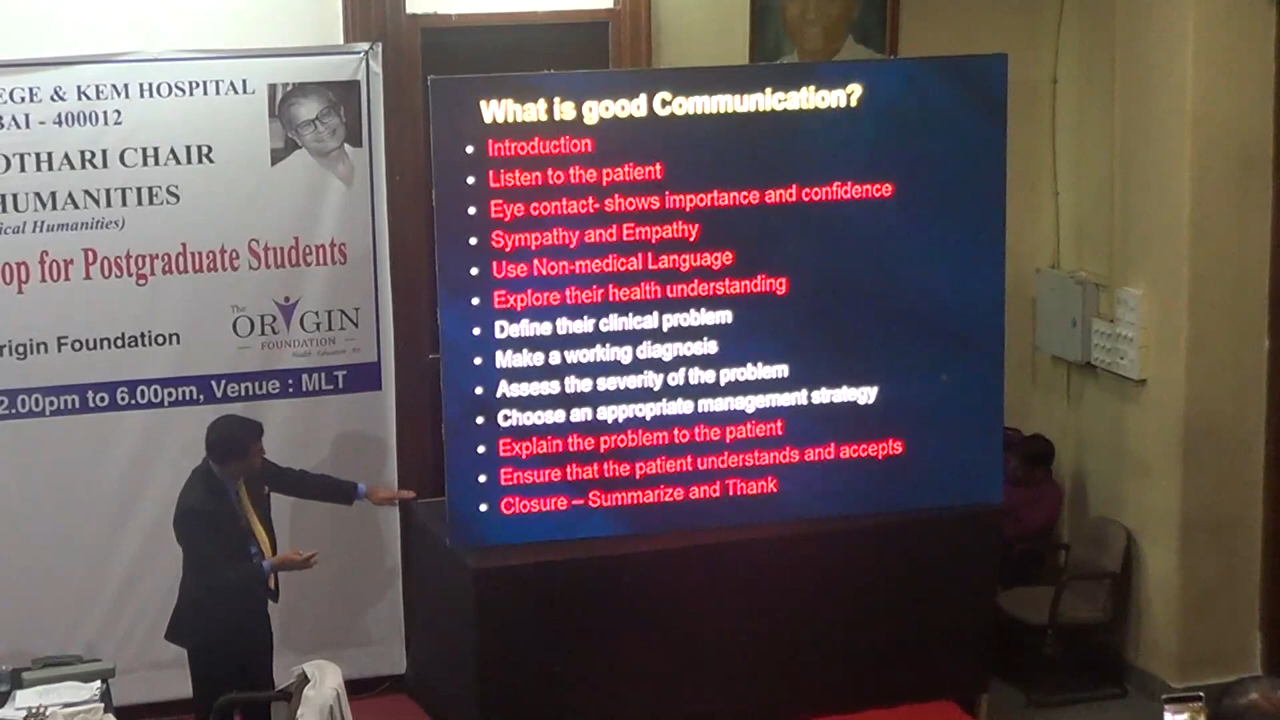 EGE & KEM HOSPITAL
BAI - 400012
OTHARI CHAIR
HUMANITIES
ical Humanities)
op for Postgraduate Students
rigin Foundation
The
ORIGIN
FOUNDATION
2.00pm to 6.00pm, Venue : MLT
What is good Communication?
• Introduction
• Listen to the patient
• Eye contact- shows importance and confidence
• Sympathy and Empathy
• Use Non-medical Language
• Explore their health understanding
• Define their clinical problem
• Make a working diagnosis
• Assess the severity of the problem
• Choose an appropriate management strategy
• Explain the problem to the patient
• Ensure that the patient understands and accepts
• Closure – Summarize and Thank